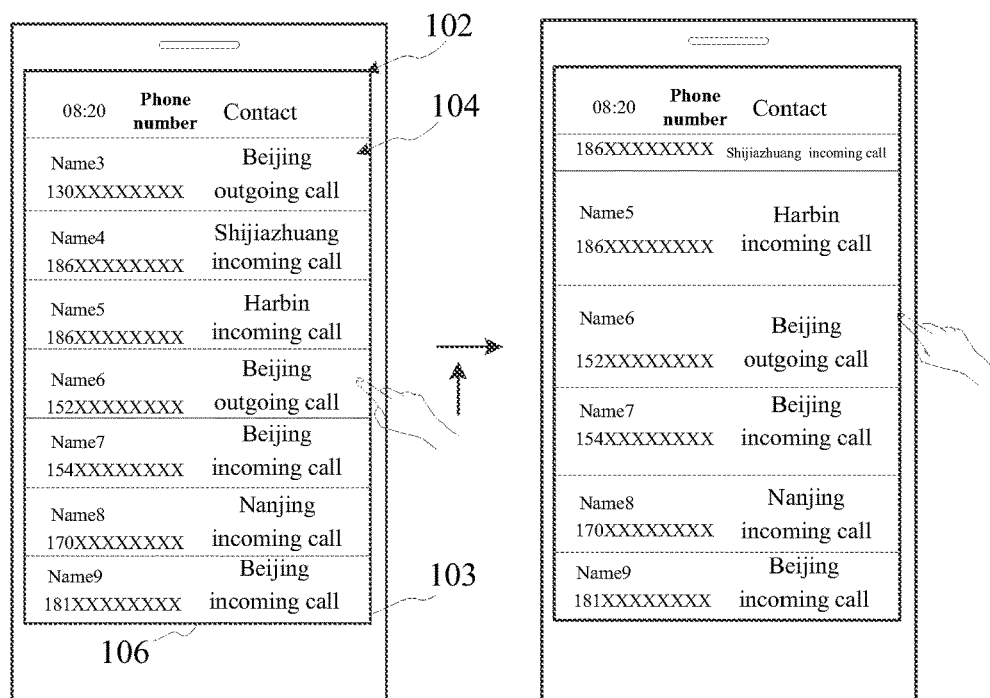 102
08:20 Phone number Contact
104
Name3 Beijing
130XXXXXXXX outgoing call
Name4 Shijiazhuang
186XXXXXXXX incoming call
Name5 Harbin
186XXXXXXXX incoming call
Name6 Beijing
152XXXXXXXX outgoing call
Name7 Beijing
154XXXXXXXX incoming call
Name8 Nanjing
170XXXXXXXX incoming call
Name9 Beijing
181XXXXXXXX incoming call
103
106
08:20 Phone number Contact
186XXXXXXXX Shijiazhuang incoming call
Name5 Harbin
186XXXXXXXX incoming call
Name6 Beijing
152XXXXXXXX outgoing call
Name7 Beijing
154XXXXXXXX incoming call
Name8 Nanjing
170XXXXXXXX incoming call
Name9 Beijing
181XXXXXXXX incoming call